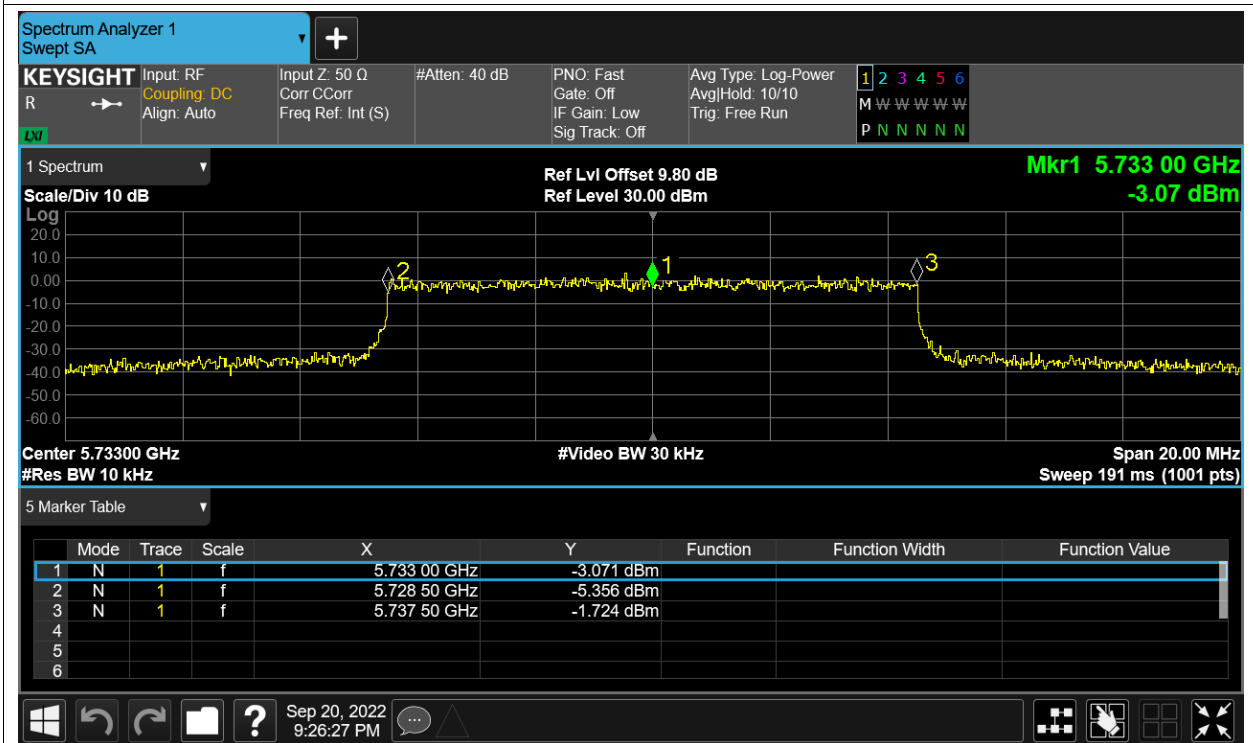 Spectrum Analyzer 1
Swept SA
KEYSIGHT Input: RF Input Z: 50 Ω #Atten: 40 dB PNO: Fast Avg Type: Log-Power 1 2 3 4 5 6
R Coupling: DC Corr CCorr Gate: Off Avg|Hold: 10/10 M W W W W W
Align: Auto Freq Ref: Int (S) IF Gain: Low Trig: Free Run
LXI Sig Track: Off P N N N N N
1 Spectrum Ref Lvl Offset 9.80 dB Mkr1 5.733 00 GHz
Scale/Div 10 dB Ref Level 30.00 dBm -3.07 dBm
Log
20.0
10.0
0.00
-10.0
-20.0
-30.0
-40.0
-50.0
-60.0
2
1
3
Center 5.73300 GHz #Video BW 30 kHz Span 20.00 MHz
#Res BW 10 kHz Sweep 191 ms (1001 pts)
5 Marker Table
Mode Trace Scale X Y Function Function Width Function Value
1 N 1 f 5.733 00 GHz -3.071 dBm
2 N 1 f 5.728 50 GHz -5.356 dBm
3 N 1 f 5.737 50 GHz -1.724 dBm
4
5
6
? Sep 20, 2022
9:26:27 PM